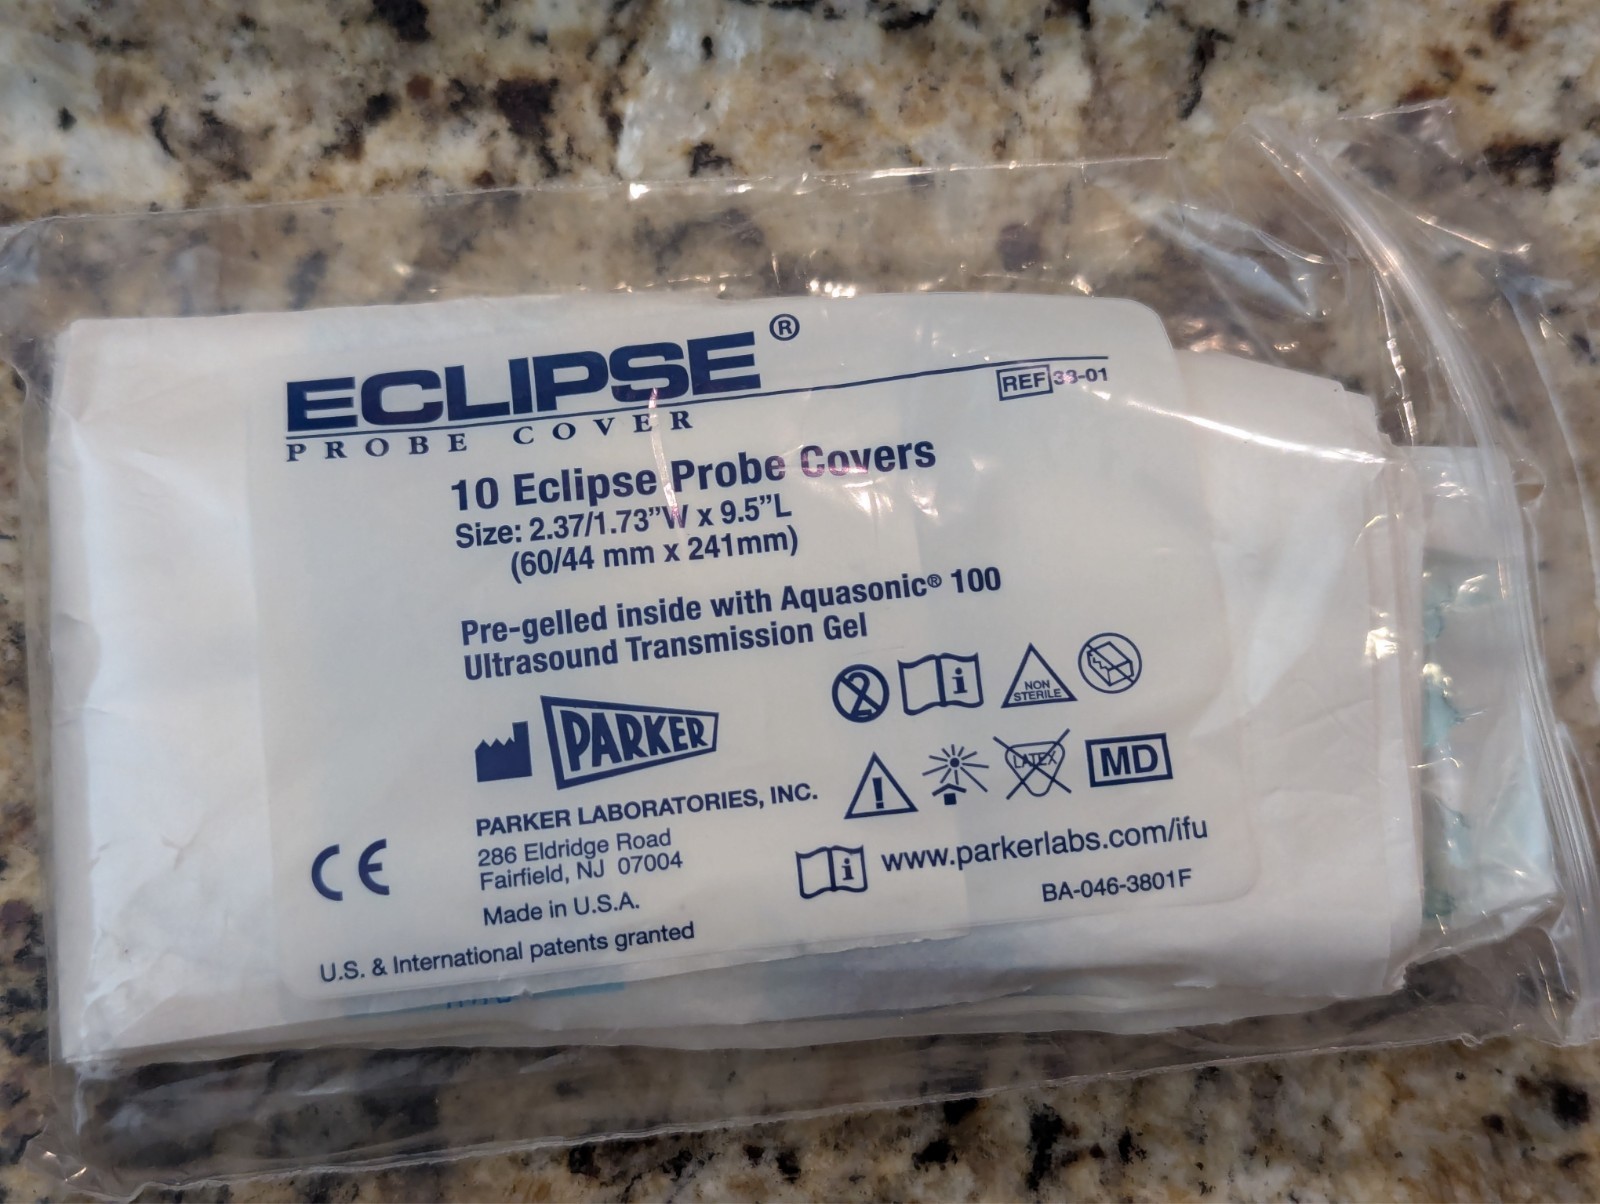 ECLIPSE®
PROBE COVER
REF 38-01
10 Eclipse Probe Covers
Size: 2.37/1.73”W x 9.5”L
(60/44 mm x 241mm)
Pre-gelled inside with Aquasonic® 100
Ultrasound Transmission Gel
2
i
NON
STERILE
PARKER
!
LATEX
MD
PARKER LABORATORIES, INC.
286 Eldridge Road
Fairfield, NJ 07004
Made in U.S.A.
CE
i www.parkerlabs.com/ifu
BA-046-3801F
U.S. & International patents granted